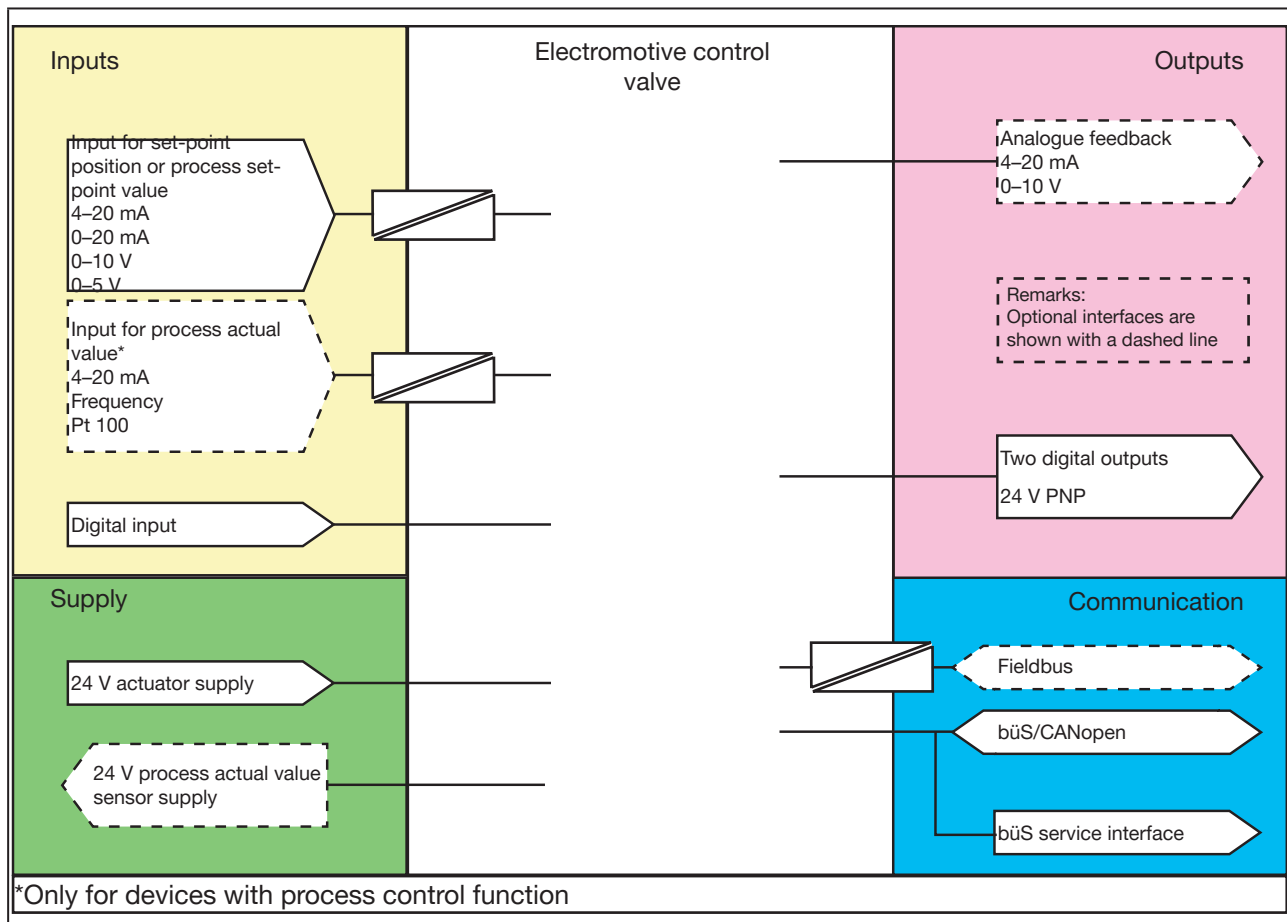 Inputs
Electromotive control
valve
Outputs
Input for set-point
position or process set-
point value
4–20 mA
0–20 mA
0–10 V
0–5 V
Analogue feedback
4–20 mA
0–10 V
Remarks:
Optional interfaces are
shown with a dashed line
Input for process actual
value*
4–20 mA
Frequency
Pt 100
Two digital outputs
24 V PNP
Digital input
Supply
Communication
24 V actuator supply
Fieldbus
büS/CANopen
24 V process actual value
sensor supply
büS service interface
*Only for devices with process control function